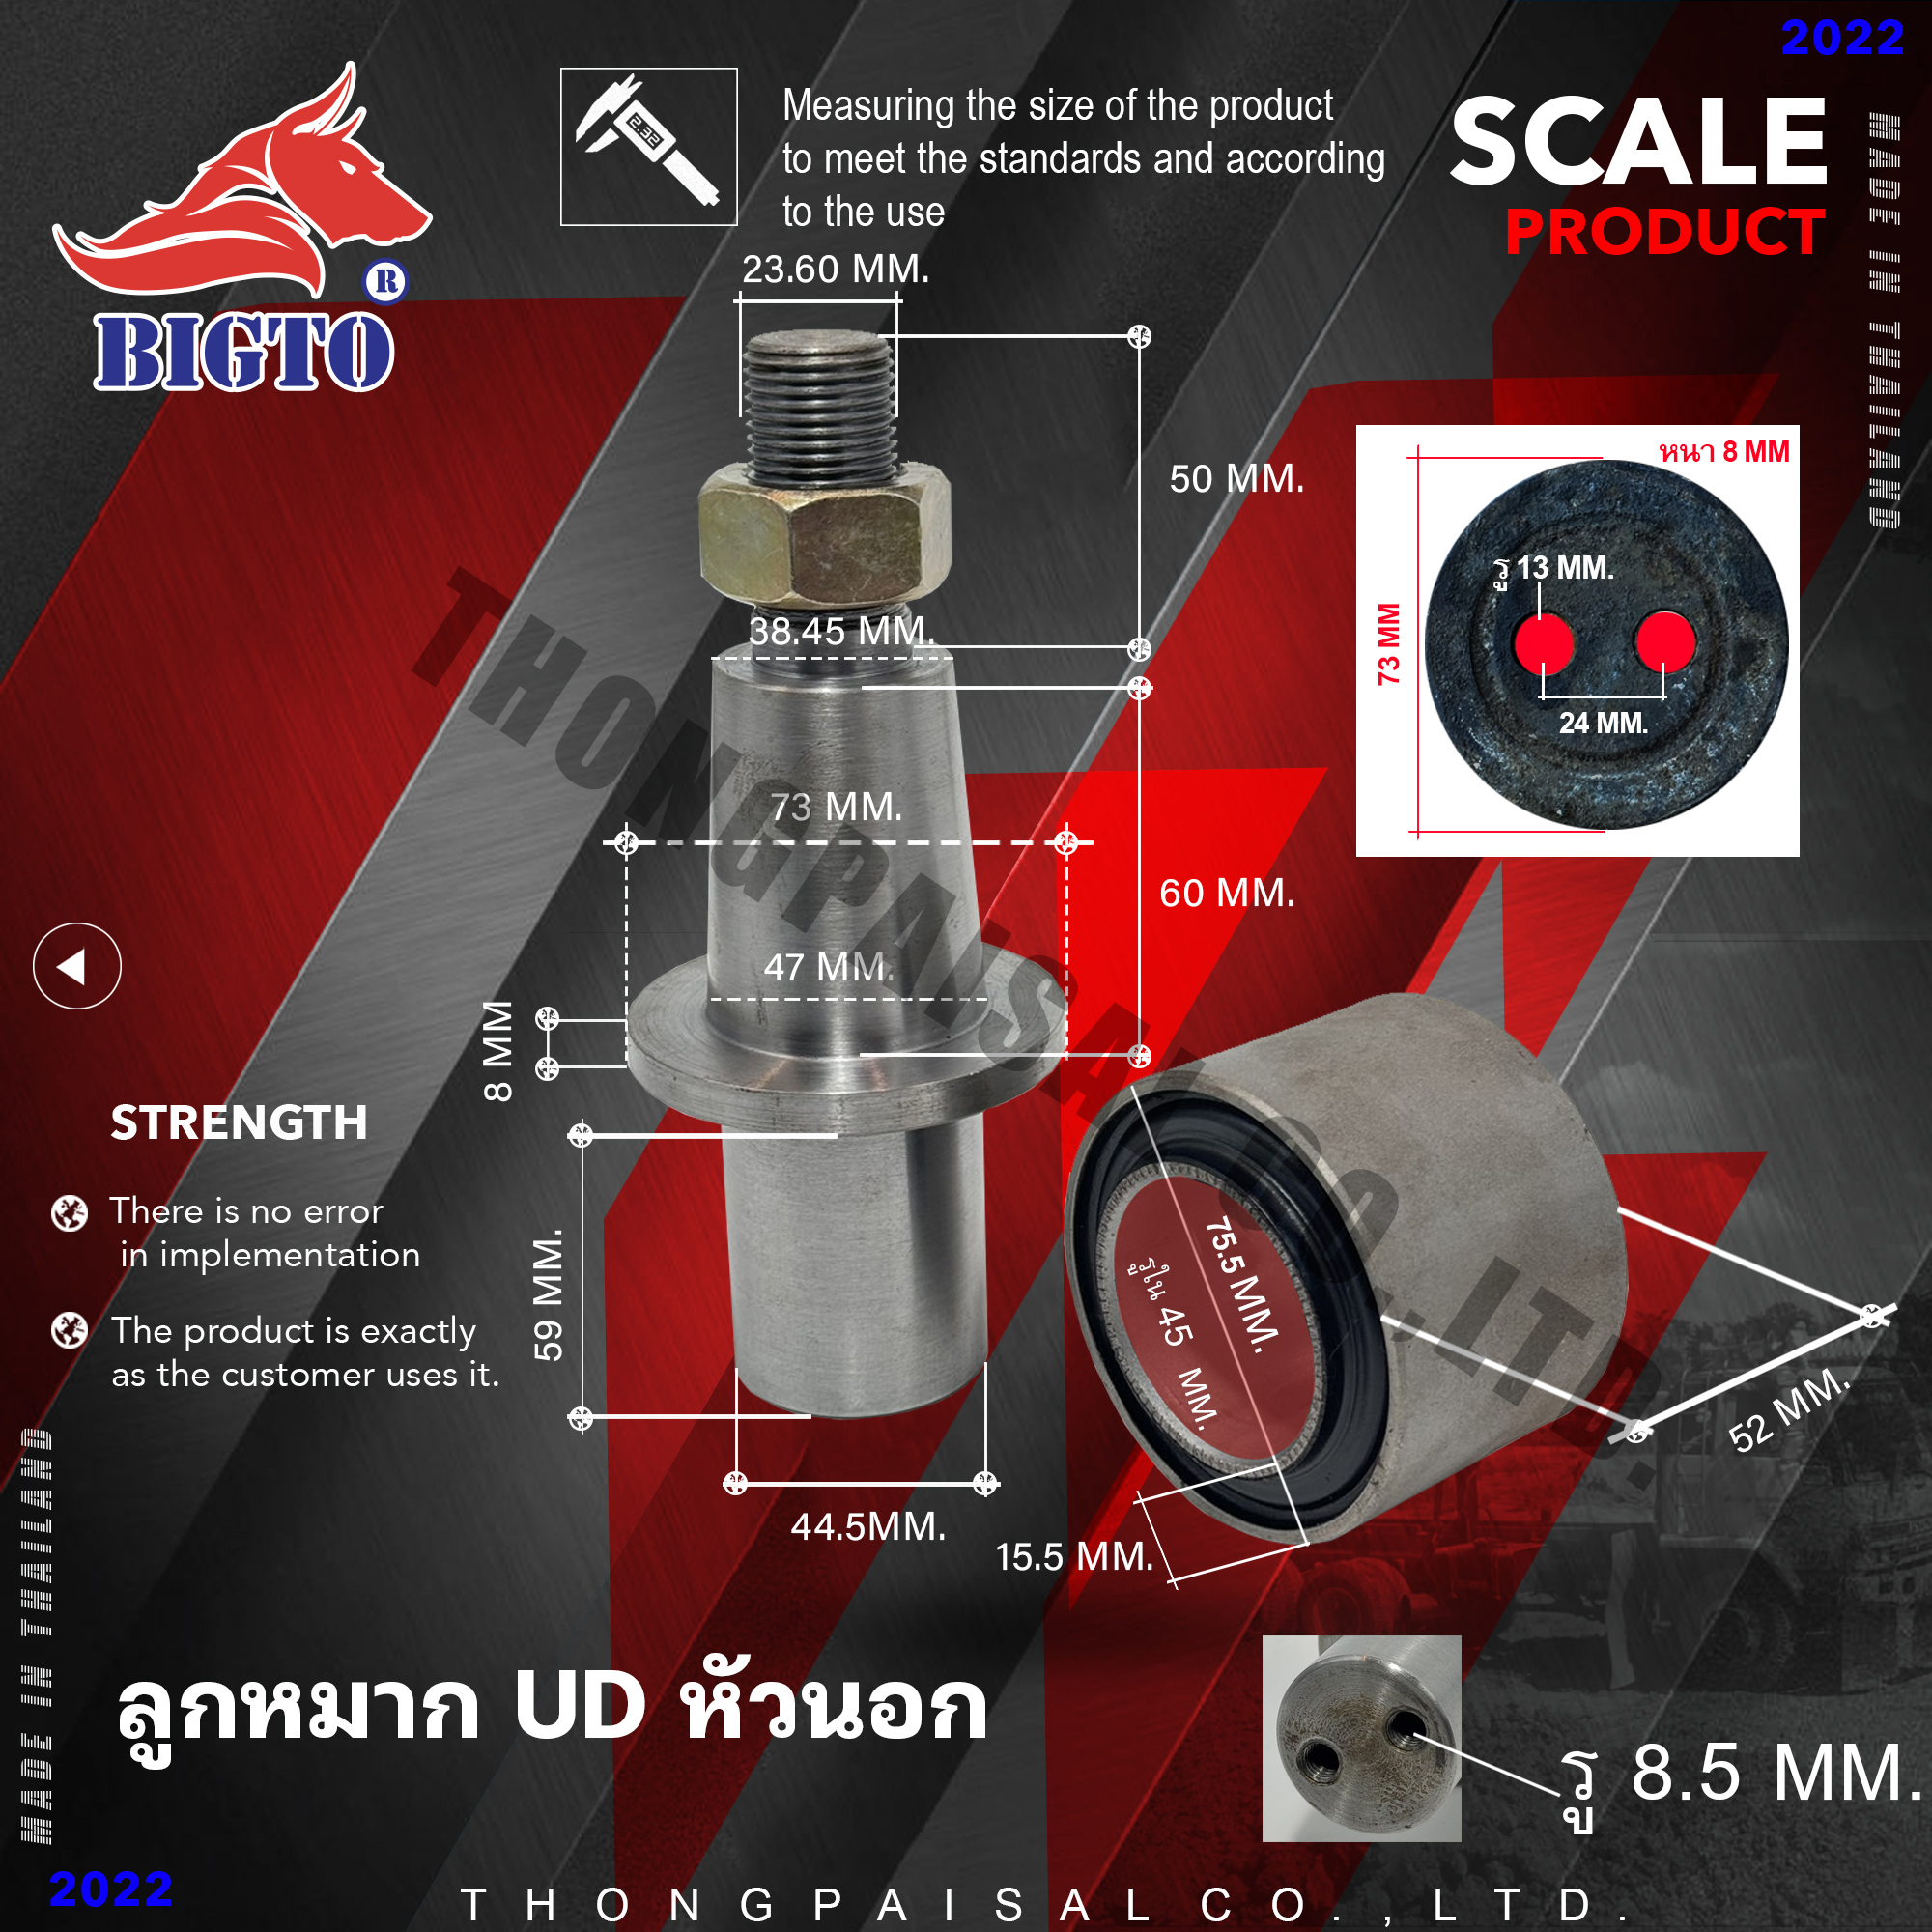 2022
BIGTO
R
2.32
Measuring the size of the product
to meet the standards and according
to the use
SCALE
PRODUCT
MADE IN THAILAND
23.60 MM.
50 MM.
หนา 8 MM
รู 13 MM.
73 MM
24 MM.
38.45 MM.
73 MM.
60 MM.
47 MM.
8 MM
THONGPAISAL CO.,LTD.
STRENGTH
There is no error
in implementation
The product is exactly
as the customer uses it.
59 MM.
75.5 MM.
รูใน 45 MM.
52 MM.
44.5MM.
15.5 MM.
MADE IN THAILAND
ลูกหมาก UD หัวนอก
รู 8.5 MM.
2022
THONGPAISAL CO.,LTD.